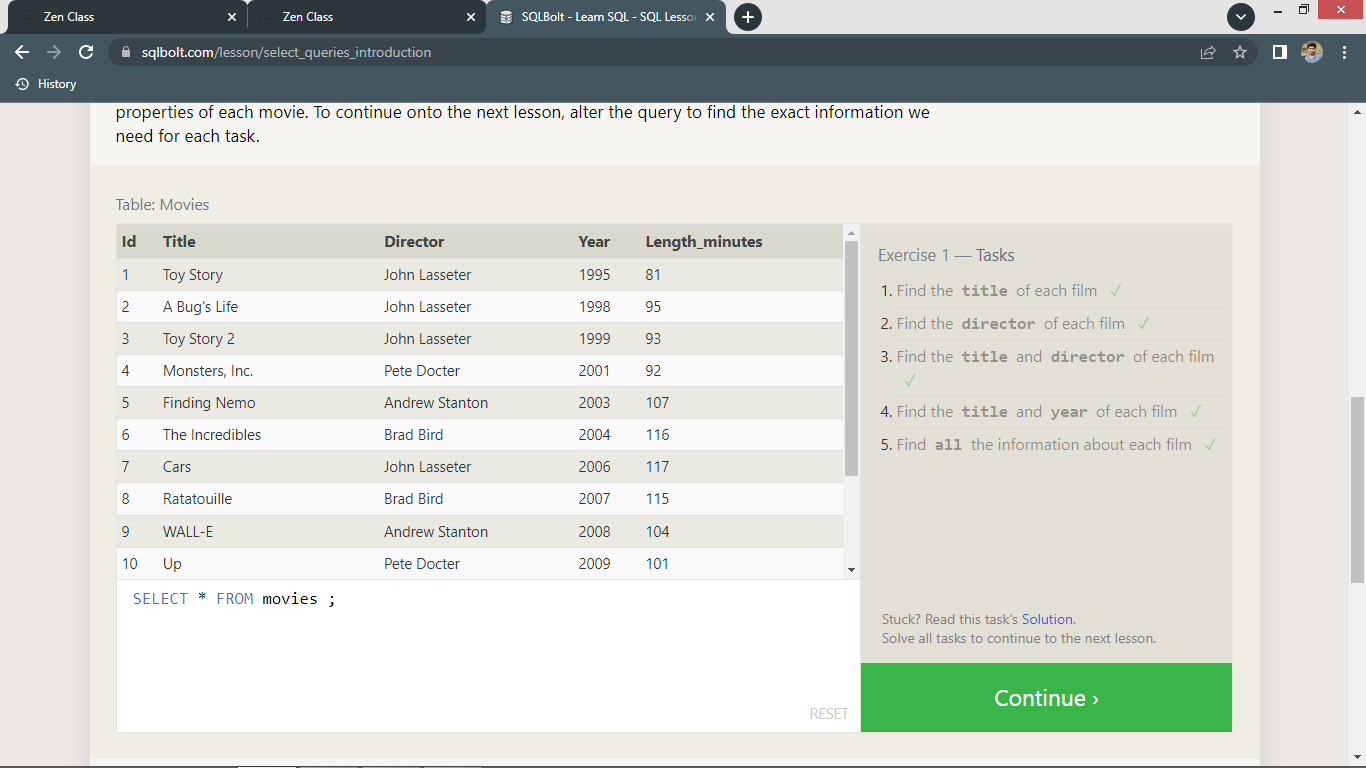 Zen Class
Zen Class
SQLBolt - Learn SQL - SQL Lesson
sqlbolt.com/lesson/select_queries_introduction
History
properties of each movie. To continue onto the next lesson, alter the query to find the exact information we
need for each task.
Table: Movies
Id Title Director Year Length_minutes
1 Toy Story John Lasseter 1995 81
2 A Bug's Life John Lasseter 1998 95
3 Toy Story 2 John Lasseter 1999 93
4 Monsters, Inc. Pete Docter 2001 92
5 Finding Nemo Andrew Stanton 2003 107
6 The Incredibles Brad Bird 2004 116
7 Cars John Lasseter 2006 117
8 Ratatouille Brad Bird 2007 115
9 WALL-E Andrew Stanton 2008 104
10 Up Pete Docter 2009 101
SELECT * FROM movies ;
RESET
Exercise 1 — Tasks
1. Find the title of each film ✓
2. Find the director of each film ✓
3. Find the title and director of each film
✓
4. Find the title and year of each film ✓
5. Find all the information about each film ✓
Stuck? Read this task's Solution.
Solve all tasks to continue to the next lesson.
Continue ›